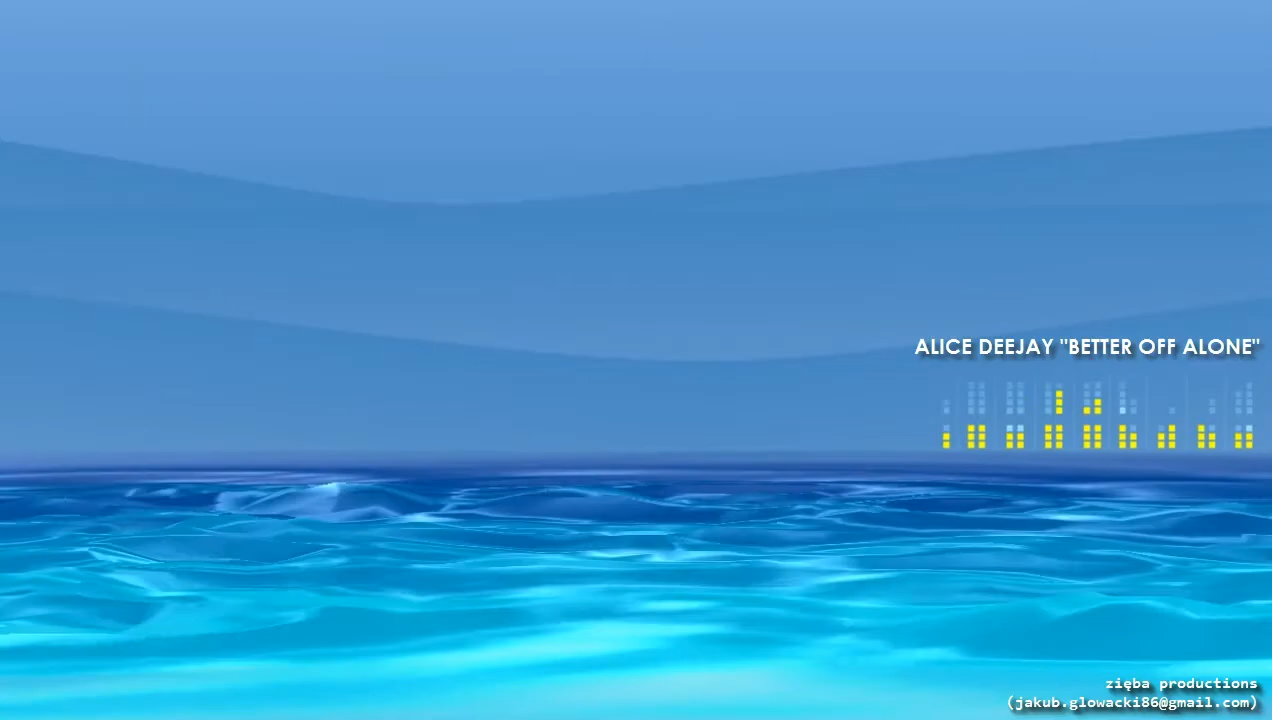 ALICE DEEJAY "BETTER OFF ALONE"
zięba productions
(jakub.glowacki86@gmail.com)